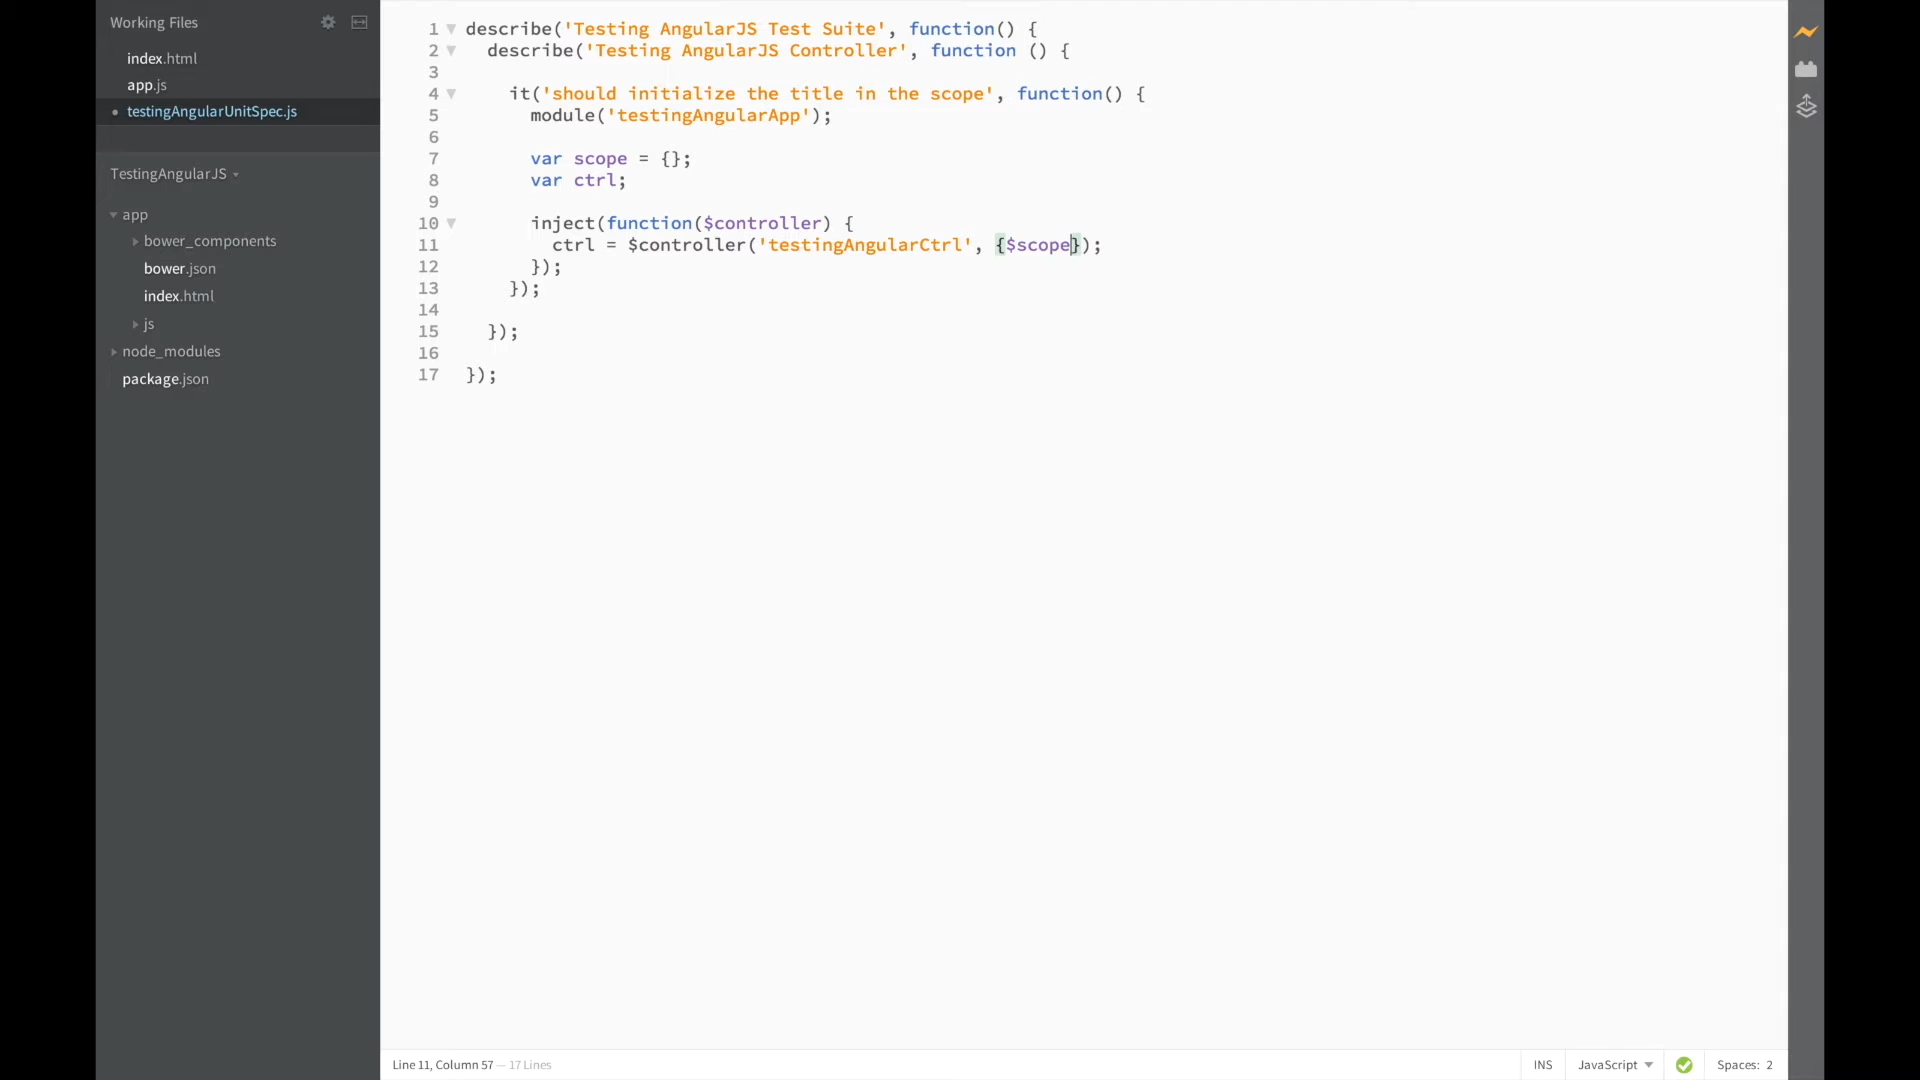 Working Files
index.html
app.js
testingAngularUnitSpec.js
TestingAngularJS
app
bower_components
bower.json
index.html
js
node_modules
package.json
1 describe('Testing AngularJS Test Suite', function() {
2 describe('Testing AngularJS Controller', function () {
3
4 it('should initialize the title in the scope', function() {
5 module('testingAngularApp');
6
7 var scope = {};
8 var ctrl;
9
10 inject(function($controller) {
11 ctrl = $controller('testingAngularCtrl', {$scope});
12 });
13 });
14
15 });
16
17 });
Line 11, Column 57 — 17 Lines
INS JavaScript Spaces: 2